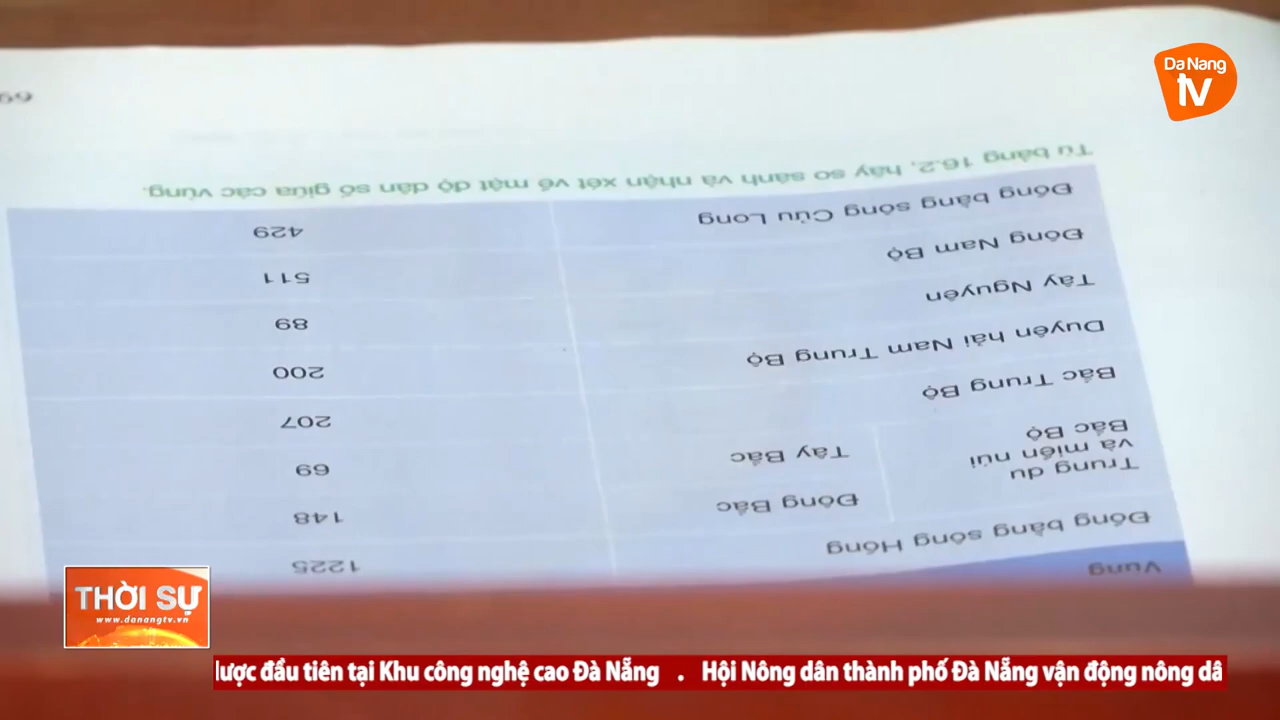 Da Nang
tv
69
Vùng
Đồng bằng sông Hồng 1225
Trung du
và miền núi
Bắc Bộ
Đông Bắc 148
Tây Bắc 69
Bắc Trung Bộ 207
Duyên hải Nam Trung Bộ 200
Tây Nguyên 89
Đông Nam Bộ 511
Đồng bằng sông Cửu Long 429
Từ bảng 16.2, hãy so sánh và nhận xét về mật độ dân số giữa các vùng.
THỜI SỰ
www.danangtv.vn
lược đầu tiên tại Khu công nghệ cao Đà Nẵng . Hội Nông dân thành phố Đà Nẵng vận động nông dâ